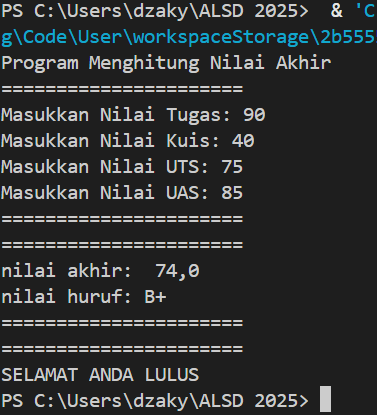 PS C:\Users\dzaky\ALSD 2025>  & 'C
g\Code\User\workspaceStorage\2b555
Program Menghitung Nilai Akhir
======================
Masukkan Nilai Tugas: 90
Masukkan Nilai Kuis: 40
Masukkan Nilai UTS: 75
Masukkan Nilai UAS: 85
======================
======================
nilai akhir:  74,0
nilai huruf: B+
======================
======================
SELAMAT ANDA LULUS
PS C:\Users\dzaky\ALSD 2025>